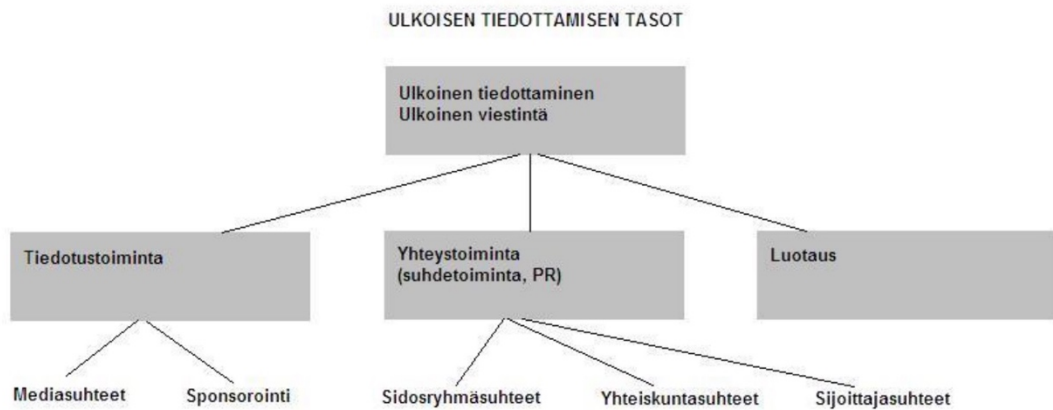 ULKOISEN TIEDOTTAMISEN TASOT
Ulkoinen tiedottaminen
Ulkoinen viestintä
Tiedotustoiminta
Yhteystoiminta
(suhdetoiminta, PR)
Luotaus
Mediasuhteet
Sponsorointi
Sidosryhmäsuhteet
Yhteiskuntasuhteet
Sijoittajasuhteet